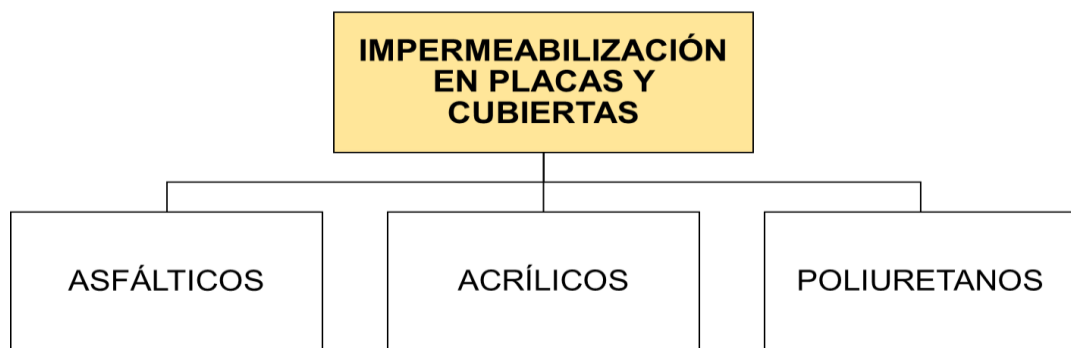 IMPERMEABILIZACIÓN
EN PLACAS Y
CUBIERTAS
ASFÁLTICOS
ACRÍLICOS
POLIURETANOS